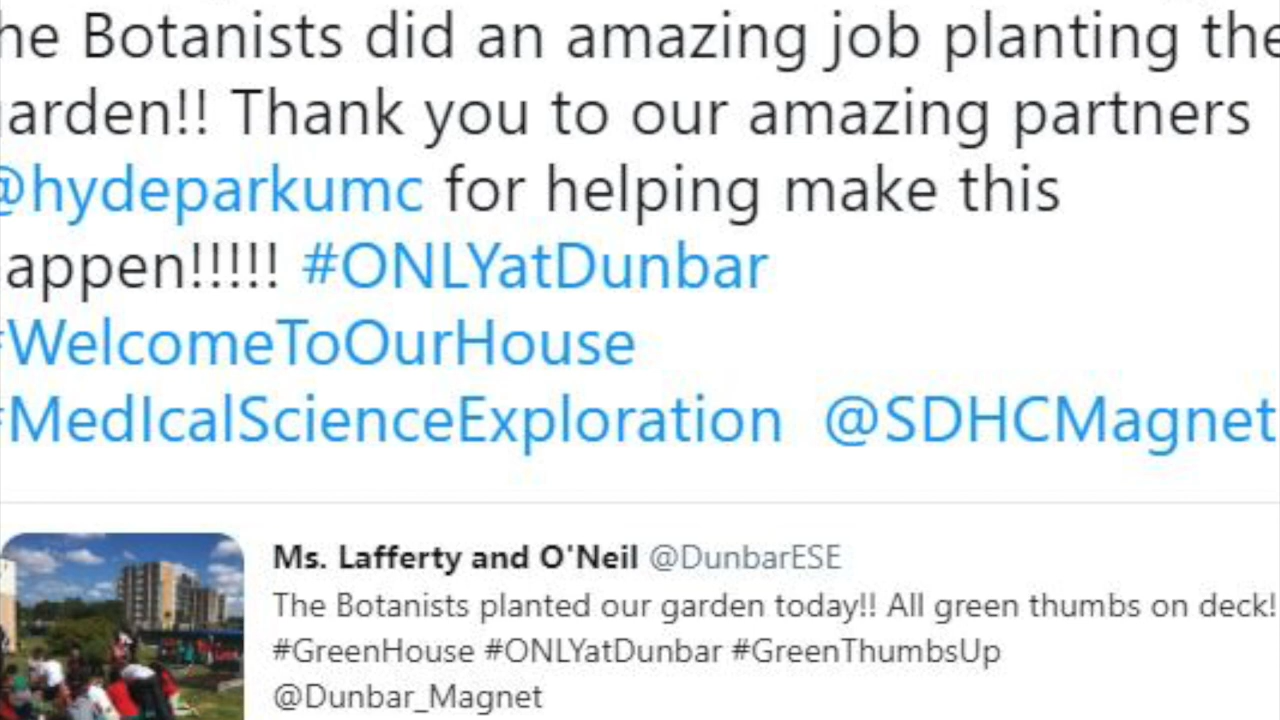 he Botanists did an amazing job planting the
arden!! Thank you to our amazing partners
@hydeparkumc for helping make this
appen!!!!! #ONLYatDunbar
#WelcomeToOurHouse
#MedIcalScienceExploration @SDHCMagnet
Ms. Lafferty and O'Neil @DunbarESE
The Botanists planted our garden today!! All green thumbs on deck!
#GreenHouse #ONLYatDunbar #GreenThumbsUp
@Dunbar_Magnet